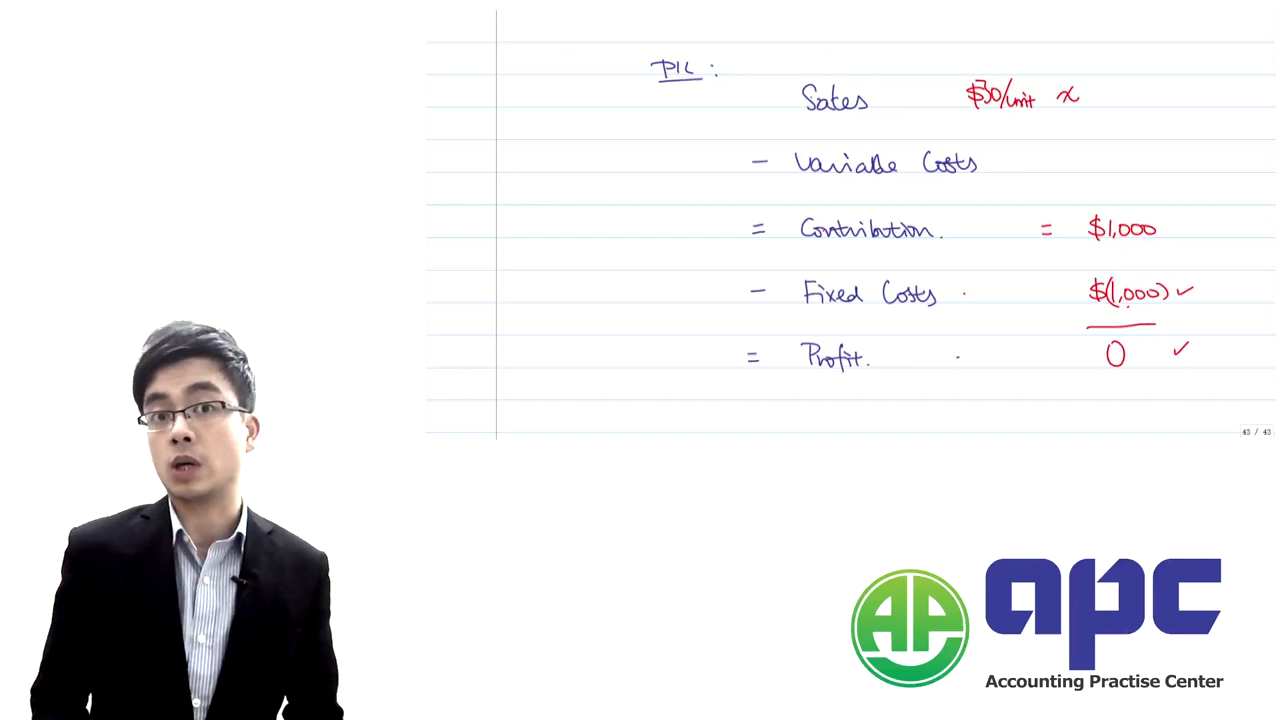 P/L :
Sales $30/unit x
- Variable Costs
= Contribution. = $1,000
- Fixed Costs $(1,000) ✓
= Profit. 0 ✓
43 / 43
AP
apc
Accounting Practise Center